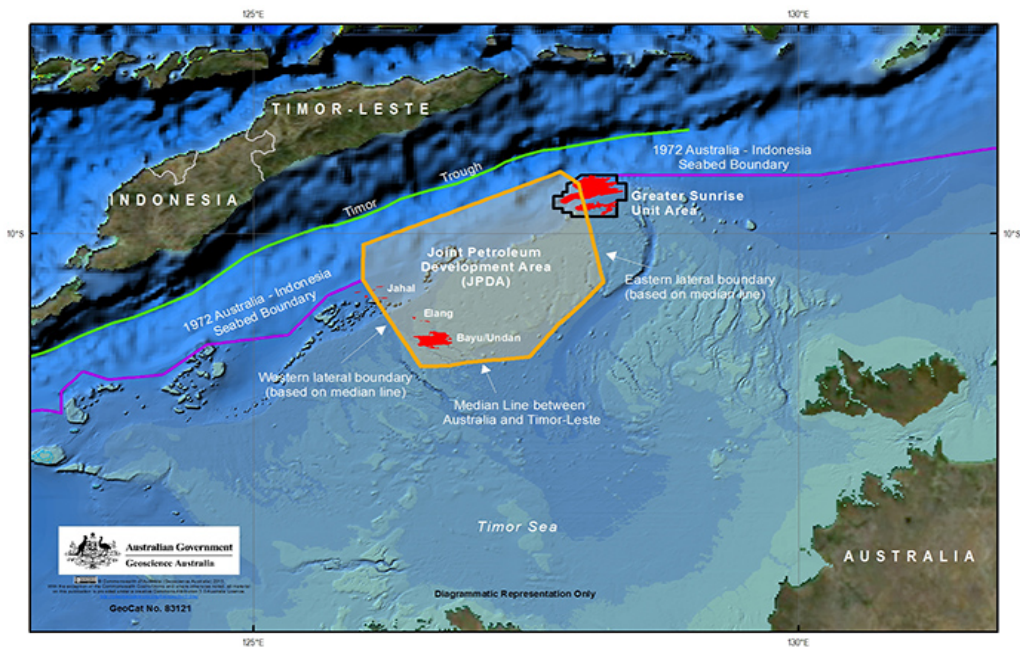 125°E
130°E
TIMOR-LESTE
1972 Australia - Indonesia
Seabed Boundary
Trough
INDONESIA
Greater Sunrise
Unit Area
Timor
10°S
10°S
Joint Petroleum
Development Area
(JPDA)
Eastern lateral boundary
(based on median line)
Jahal
1972 Australia - Indonesia
Seabed Boundary
Elang
Bayu/Undan
Western lateral boundary
(based on median line)
Median Line between
Australia and Timor-Leste
Timor Sea
Australian Government
Geoscience Australia
AUSTRALIA
Diagrammatic Representation Only
GeoCat No. 83121
125°E
130°E